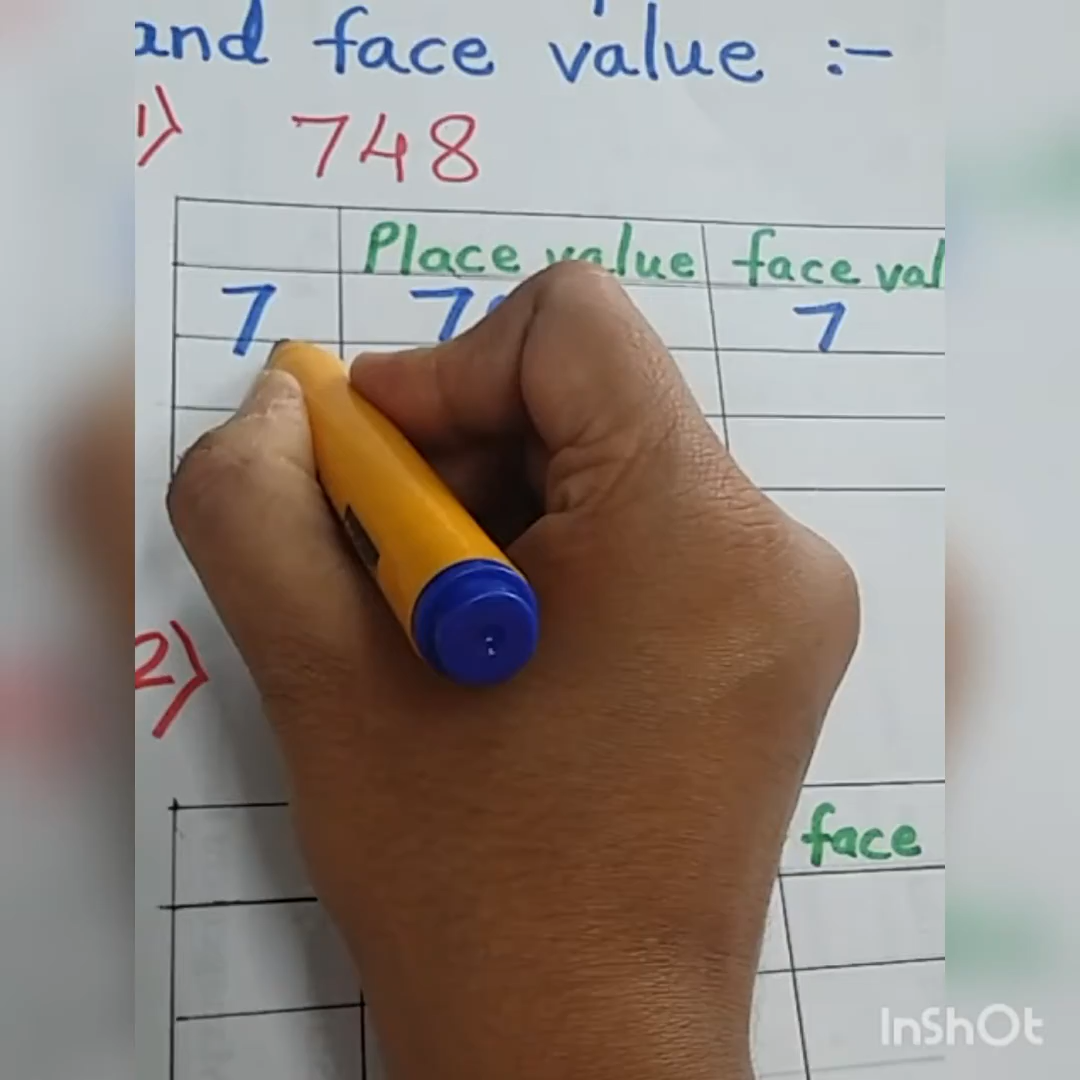 and face value :-
1) 748
Place value face val
7 7
2)
face
InShOt